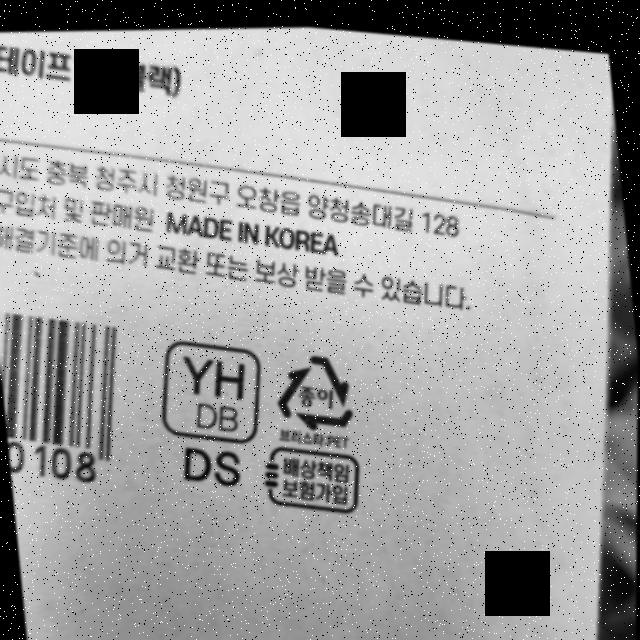 테이프
시도 충북 청주시 청원구 오창읍 양청송대길 128
구입처 및 판매원 MADE IN KOREA
해결기준에 의거 교환 또는 보상 받을 수 있습니다.
0108
YH
DB
DS
종이
배상책임
보험가입